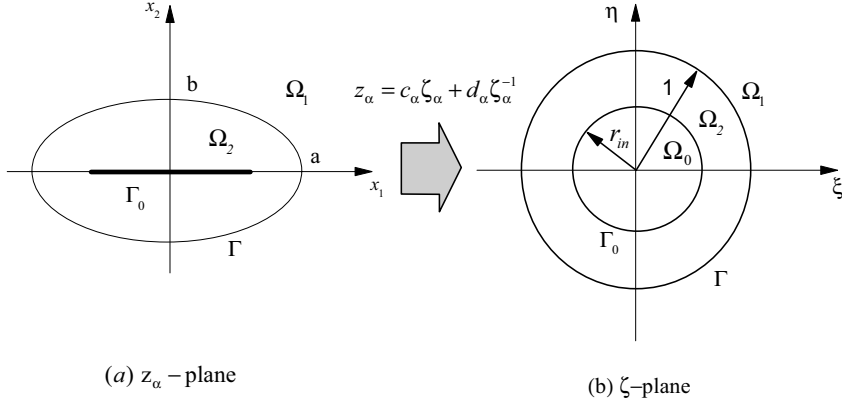 x₂
b
Ω₁
Ω₂
a
x₁
Γ₀
Γ
(a) z_α – plane
z_α = c_α ζ_α + d_α ζ_α⁻¹
η
1
Ω₁
Ω₂
r_in
Ω₀
ξ
Γ₀
Γ
(b) ζ–plane